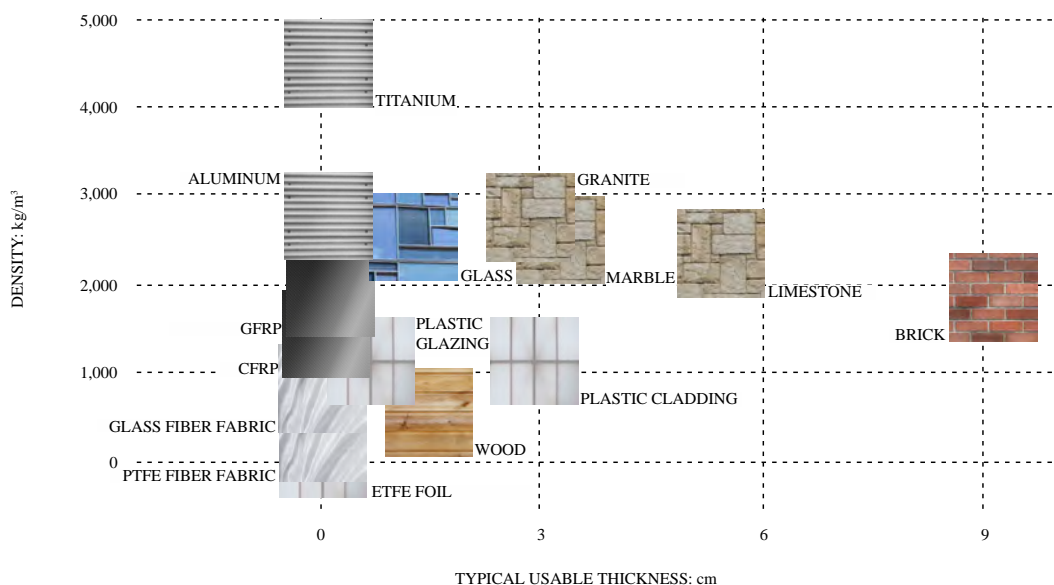 5,000
TITANIUM
4,000
ALUMINUM
GRANITE
3,000
DENSITY: kg/m³
GLASS
MARBLE
LIMESTONE
2,000
GFRP
PLASTIC
GLAZING
BRICK
CFRP
1,000
PLASTIC CLADDING
GLASS FIBER FABRIC
WOOD
0
PTFE FIBER FABRIC
ETFE FOIL
0
3
6
9
TYPICAL USABLE THICKNESS: cm